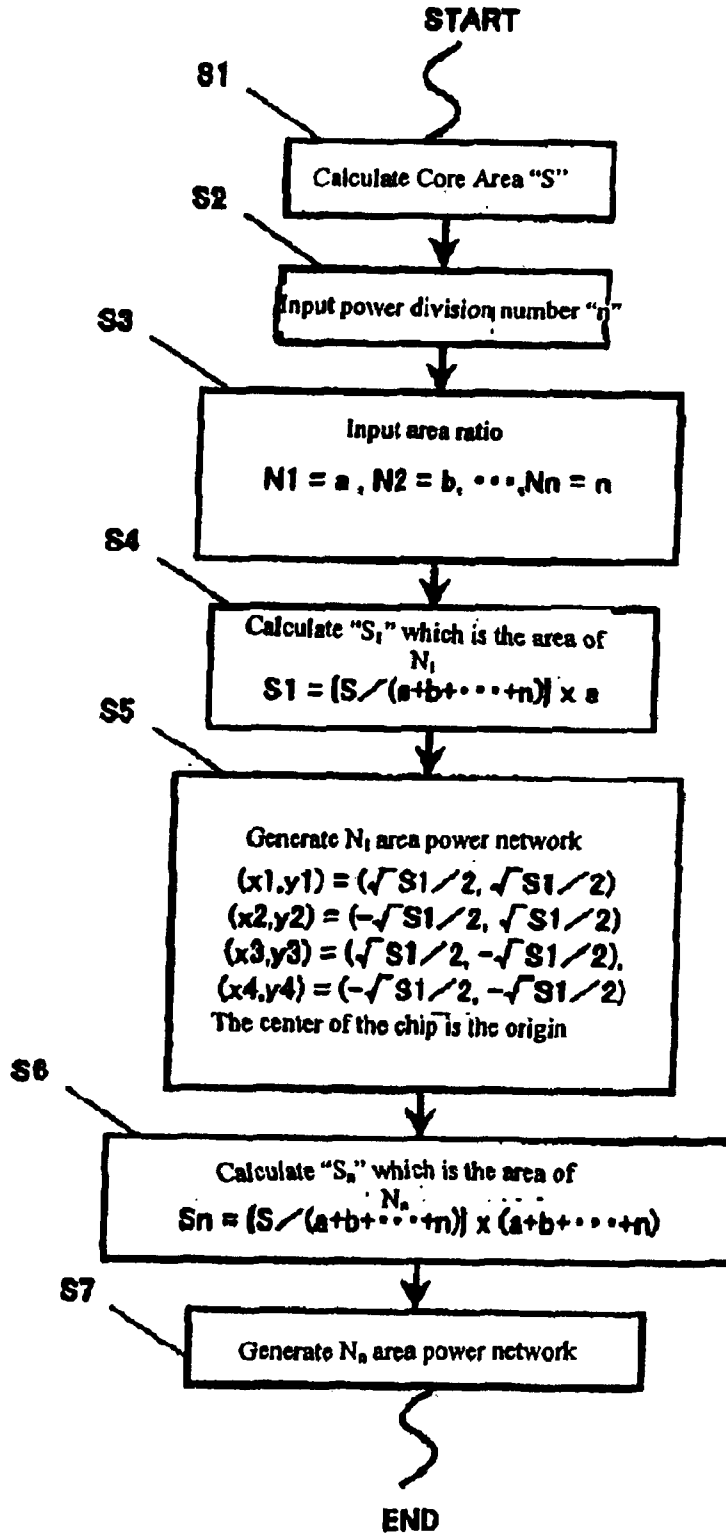 START
S1
Calculate Core Area "S"
S2
Input power division number "n"
S3
Input area ratio
N1 = a , N2 = b, ···,Nn = n
S4
Calculate "S₁" which is the area of
N₁
S1 = {S/(a+b+···+n)} x a
S5
Generate N₁ area power network
(x1,y1) = (√S1/2, √S1/2)
(x2,y2) = (-√S1/2, √S1/2)
(x3,y3) = (√S1/2, -√S1/2),
(x4,y4) = (-√S1/2, -√S1/2)
The center of the chip is the origin
S6
Calculate "Sₙ" which is the area of
Nₙ
Sn = {S/(a+b+···+n)} x (a+b+···+n)
S7
Generate Nₙ area power network
END